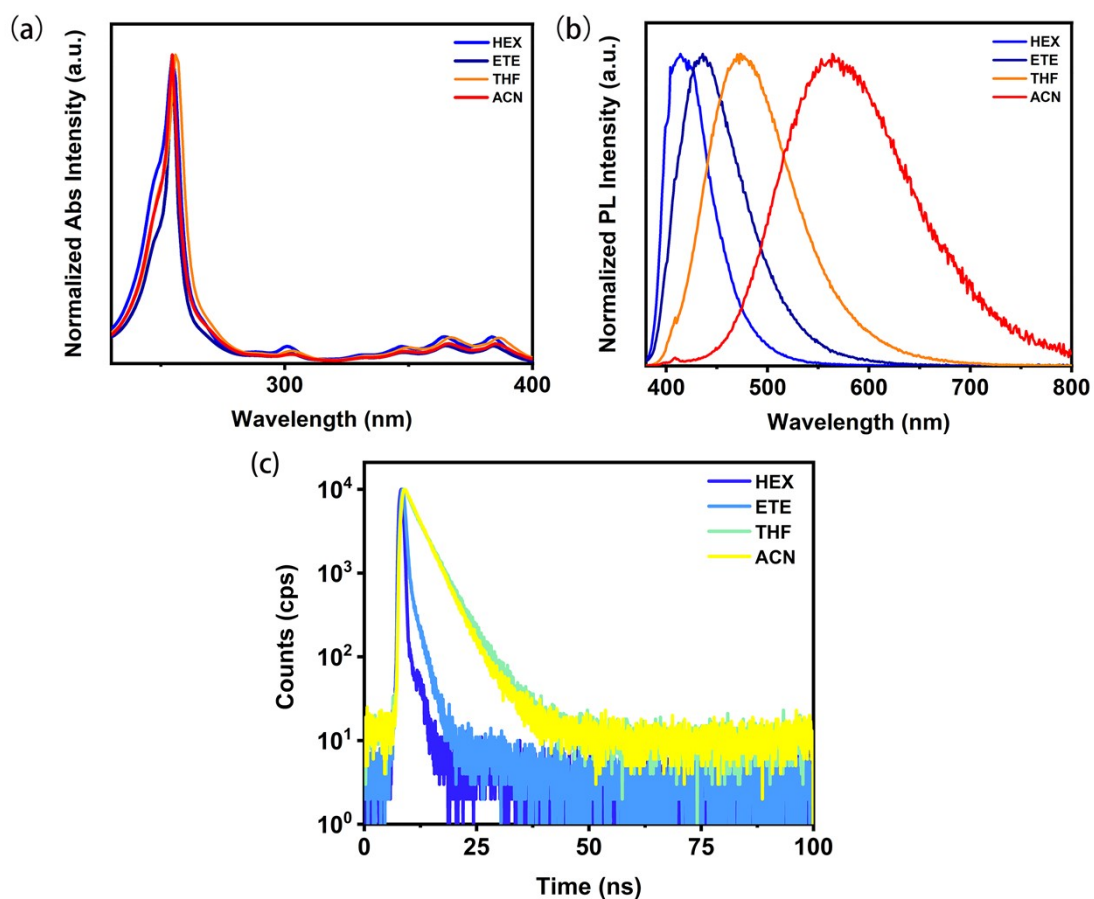 (a)
Normalized Abs Intensity (a.u.)
HEX
ETE
THF
ACN
300
400
Wavelength (nm)
(b)
Normalized PL Intensity (a.u.)
HEX
ETE
THF
ACN
400
500
600
700
800
Wavelength (nm)
(c)
Counts (cps)
10⁴
10³
10²
10¹
10⁰
HEX
ETE
THF
ACN
0
25
50
75
100
Time (ns)